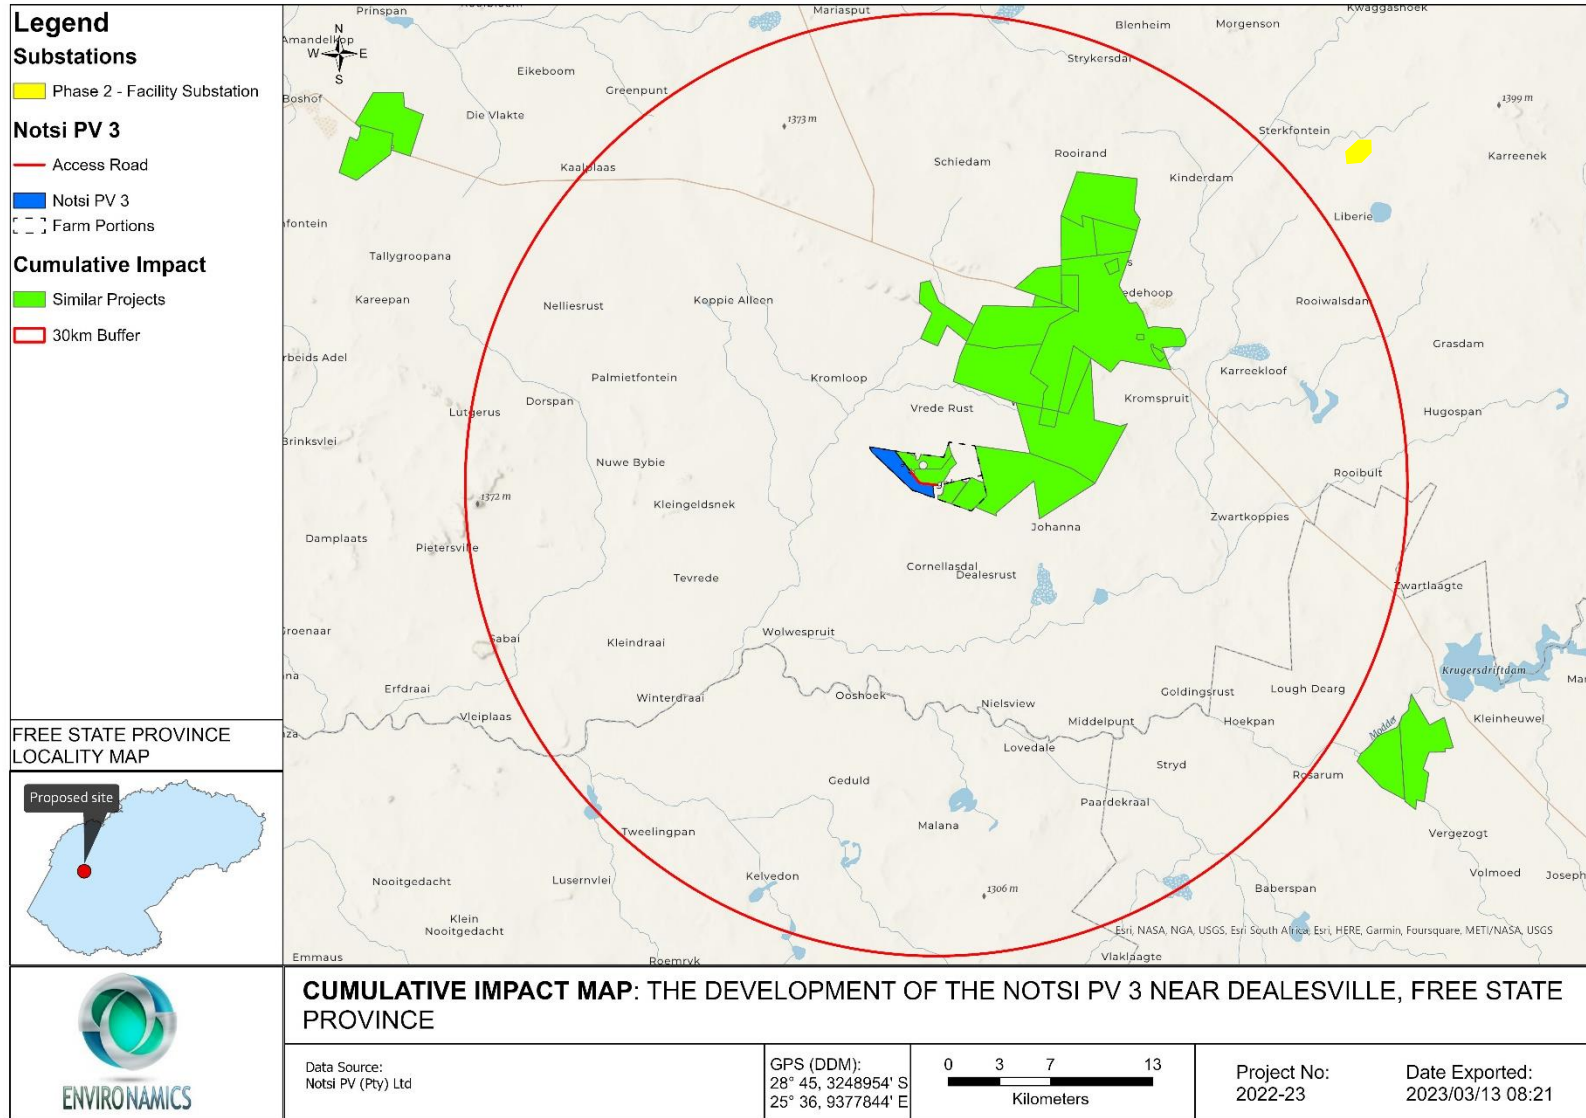 Legend
Substations
Phase 2 - Facility Substation
Notsi PV 3
Access Road
Notsi PV 3
Farm Portions
Cumulative Impact
Similar Projects
30km Buffer
FREE STATE PROVINCE
LOCALITY MAP
Proposed site
ENVIRONAMICS
N
W E
S
Prinspan
Mariasput
Kwaggashoek
Blenheim
Morgenson
Amandelkop
Strykersdal
Eikeboom
Greenpunt
Boshof
Die Vlakte
1373 m
1399 m
Sterkfontein
Kaalplaas
Schiedam
Rooirand
Karreenek
Kinderdam
Liberie
Tallygroopana
Kareepan
Nelliesrust
Koppie Alleen
edehoop
Rooiwalsdam
Grasdam
rbeids Adel
Palmietfontein
Kromloop
Karreekloof
Lutgerus
Dorspan
Vrede Rust
Kromspruit
Hugospan
Brinksvlei
Nuwe Bybie
Rooibult
1372 m
Kleingeldsnek
Johanna
Zwartkoppies
Damplaats
Pietersville
Cornellasdal
Dealesrust
Tevrede
Zwartlaagte
Groenaar
Sabai
Kleindraai
Wolwespruit
Krugersdriftdam
Erfdraai
Winterdraai
Ooshoek
Nielsview
Goldingsrust
Lough Dearg
Vleiplaas
Middelpunt
Hoekpan
Modder
Kleinheuwel
Lovedale
Stryd
Rosarum
Geduld
Paardekraal
Malana
Tweelingpan
Vergezogt
Nooitgedacht
Lusernvlei
Kelvedon
1306 m
Baberspan
Volmoed
Joseph
Klein
Nooitgedacht
Esri, NASA, NGA, USGS, Esri South Africa, Esri, HERE, Garmin, Foursquare, METI/NASA, USGS
Emmaus
Roemryk
Vlaklaagte
CUMULATIVE IMPACT MAP: THE DEVELOPMENT OF THE NOTSI PV 3 NEAR DEALESVILLE, FREE STATE
PROVINCE
Data Source:
Notsi PV (Pty) Ltd
GPS (DDM):
28° 45, 3248954' S
25° 36, 9377844' E
0 3 7 13
Kilometers
Project No:
2022-23
Date Exported:
2023/03/13 08:21